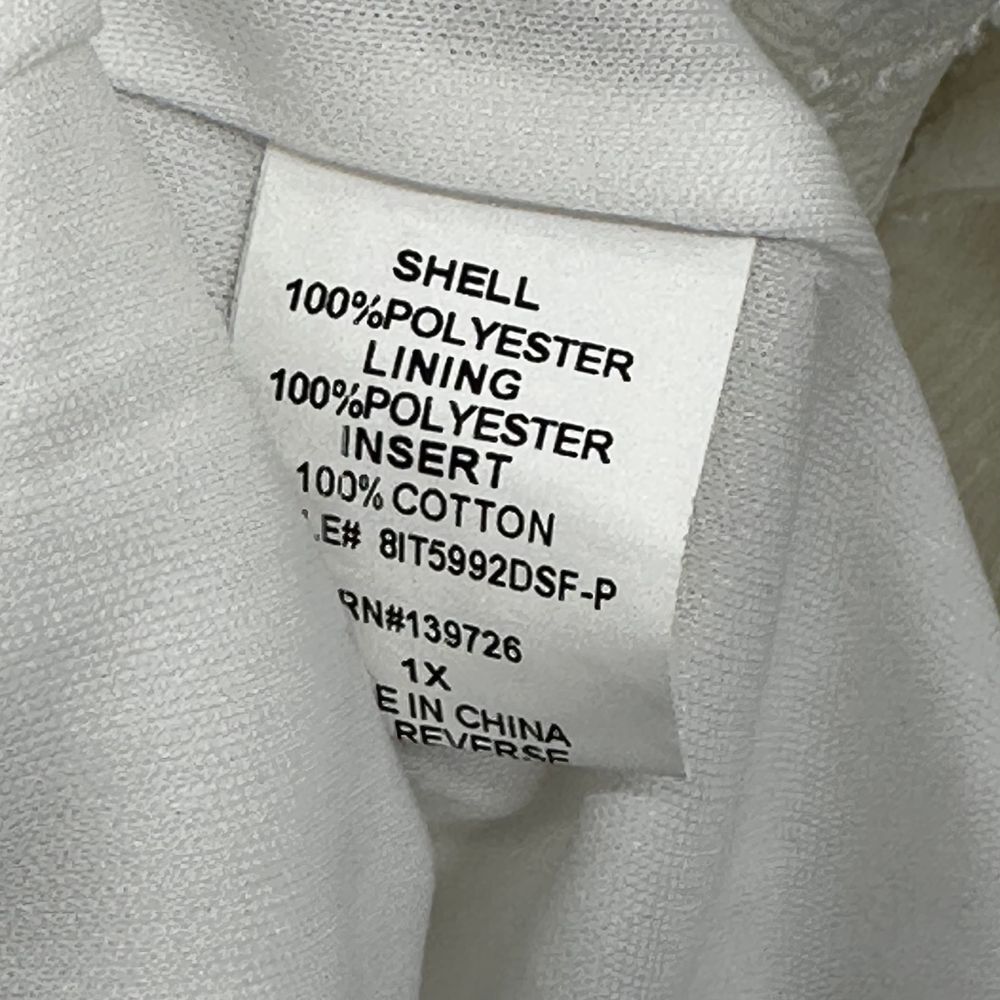 SHELL
100%POLYESTER
LINING
100%POLYESTER
INSERT
100% COTTON
E# 8IT5992DSF-P
RN#139726
1X
E IN CHINA
REVERSE